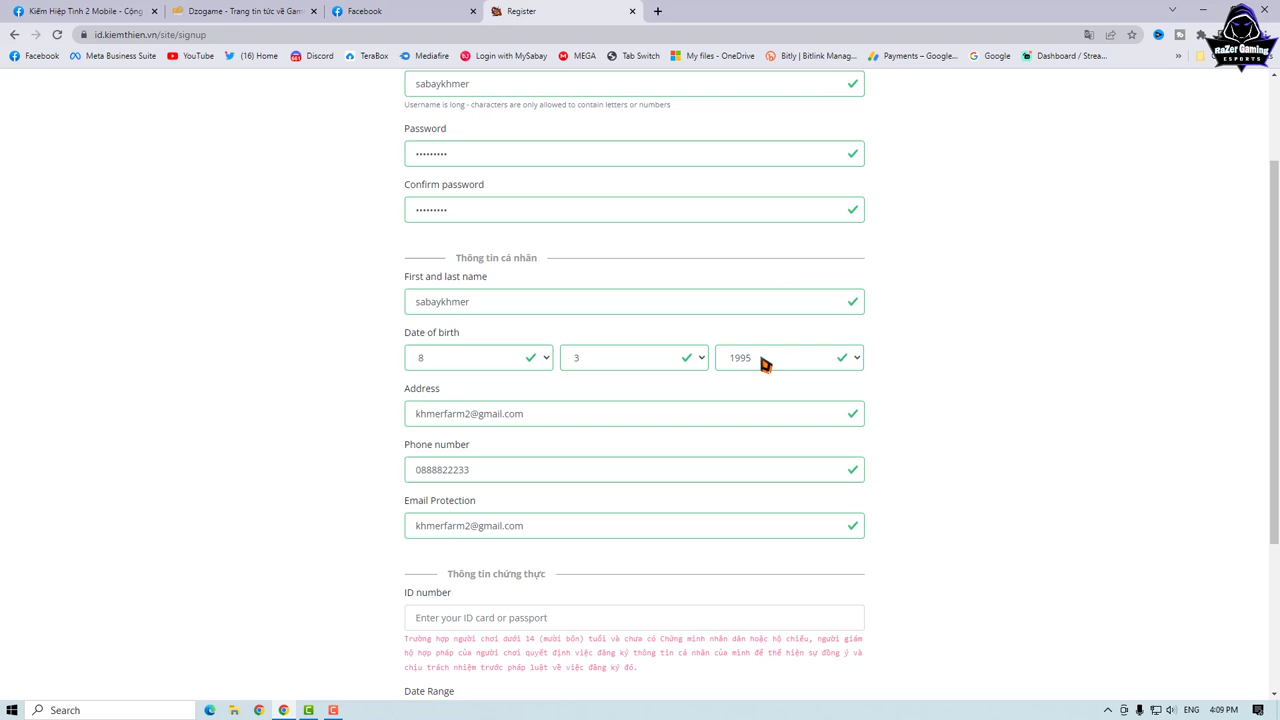 Kiếm Hiệp Tình 2 Mobile - Cộng
Dzogame - Trang tin tức về Gam
Facebook
Register
id.kiemthien.vn/site/signup
Facebook
Maps
YouTube
(16) Home
Discord
TeraBox
Mediafire
Login with MySabay
MEGA
Tab Switch
My files - OneDrive
Bitly | Bitlink Manag...
Payments – Google...
Google
Dashboard / Stree...
RaZer Gaming
ESPORTS
sabaykhmer
Username is long - characters are only allowed to contain letters or numbers
Password
•••••••••
Confirm password
•••••••••
Thông tin cá nhân
First and last name
sabaykhmer
Date of birth
8
3
1995
Address
khmerfarm2@gmail.com
Phone number
0888822233
Email Protection
khmerfarm2@gmail.com
Thông tin chứng thực
ID number
Enter your ID card or passport
Trường hợp người chơi dưới 14 (mười bốn) tuổi và chưa có Chứng minh nhân dân hoặc hộ chiếu, người giám
hộ hợp pháp của người chơi quyết định việc đăng ký thông tin cá nhân của mình để thể hiện sự đồng ý và
chịu trách nhiệm trước pháp luật về việc đăng ký đó.
Date Range
Search
ENG
4:09 PM